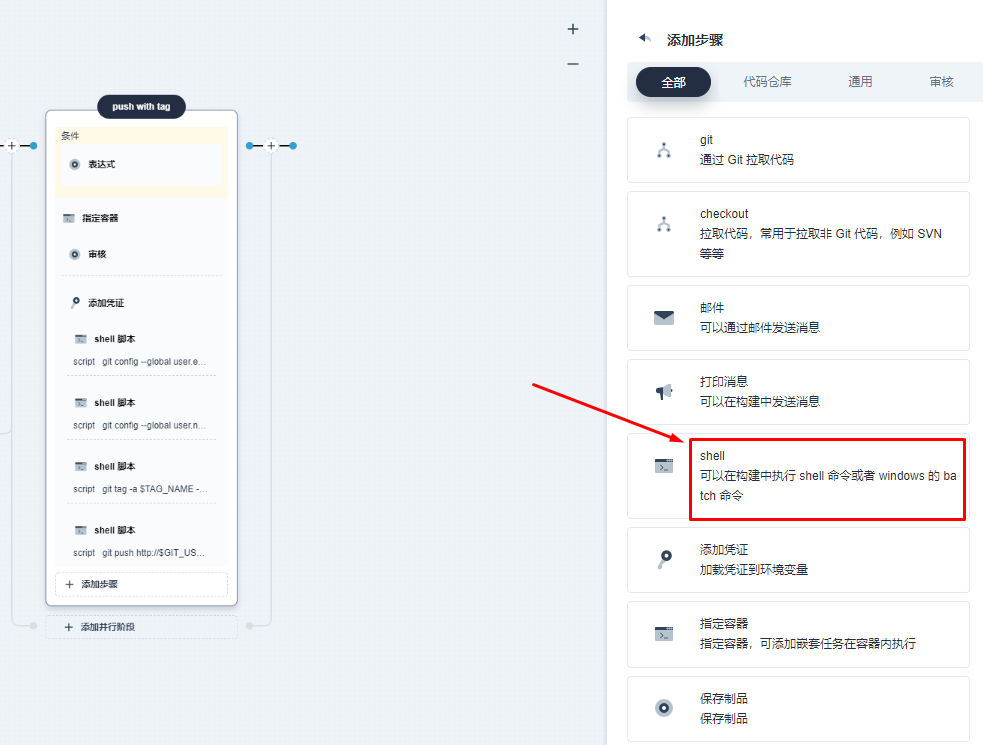 push with tag
条件
表达式
指定容器
审核
添加凭证
shell 脚本
script git config --global user.e...
shell 脚本
script git config --global user.n...
shell 脚本
script git tag -a $TAG_NAME -...
shell 脚本
script git push http://$GIT_US...
+ 添加步骤
+ 添加并行阶段
添加步骤
全部 代码仓库 通用 审核
git
通过 Git 拉取代码
checkout
拉取代码，常用于拉取非 Git 代码，例如 SVN
等等
邮件
可以通过邮件发送消息
打印消息
可以在构建中发送消息
shell
可以在构建中执行 shell 命令或者 windows 的 ba
tch 命令
添加凭证
加载凭证到环境变量
指定容器
指定容器，可添加嵌套任务在容器内执行
保存制品
保存制品